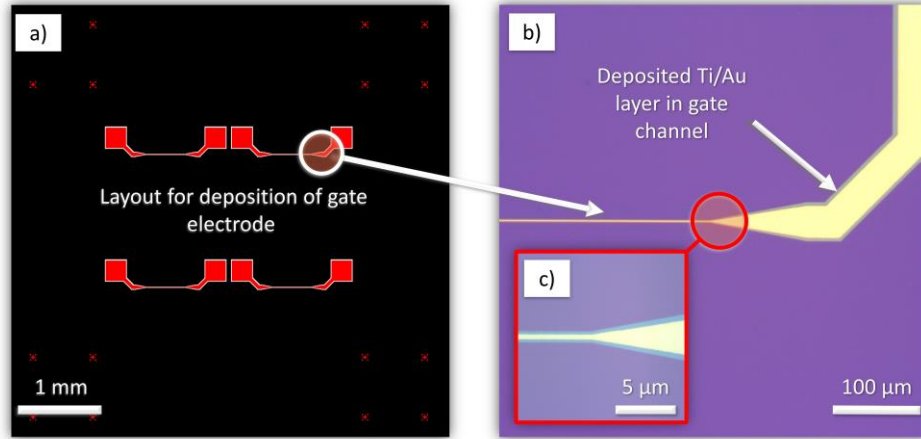 a)
Layout for deposition of gate
electrode
1 mm
b)
Deposited Ti/Au
layer in gate
channel
c)
5 µm
100 µm